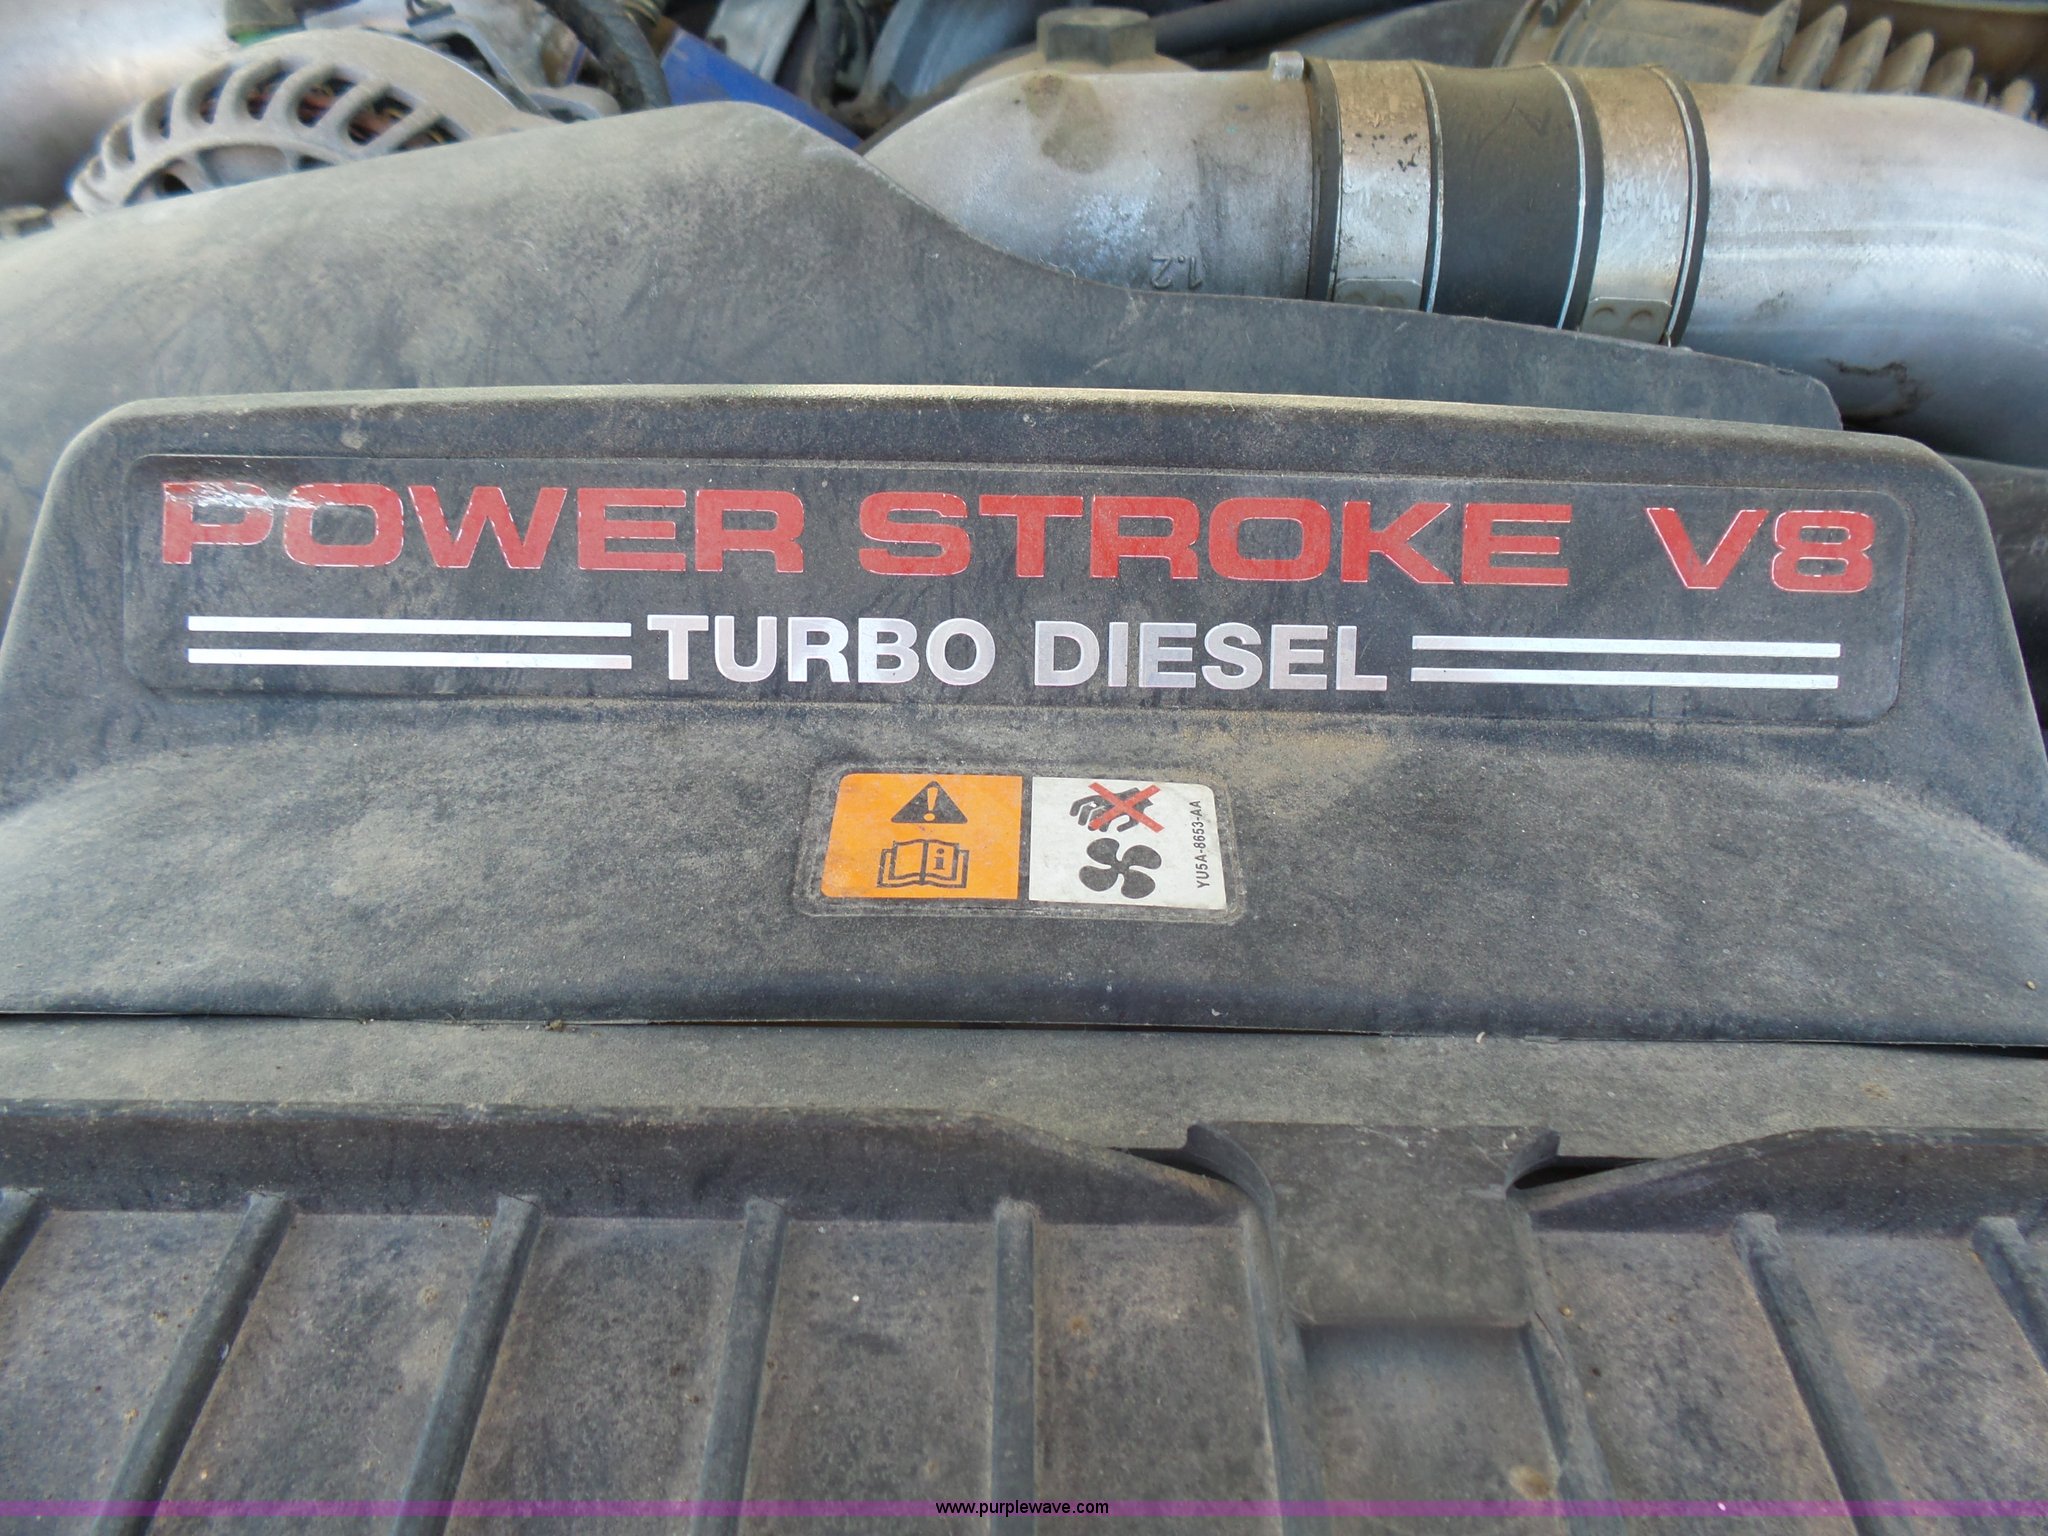 1.2
POWER STROKE V8
TURBO DIESEL
YU5A-8653-AA
www.purplewave.com